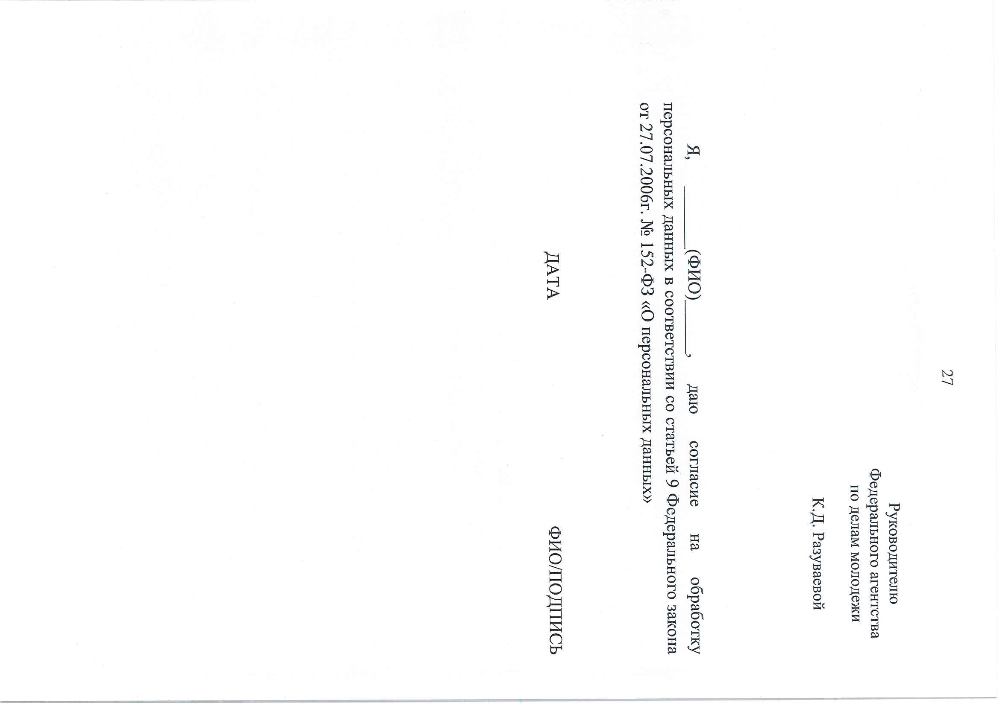 27
Руководителю
Федерального агентства
по делам молодежи
К.Д. Разуваевой
Я, ________(ФИО)_______, даю согласие на обработку
персональных данных в соответствии со статьей 9 Федерального закона
от 27.07.2006г. № 152-ФЗ «О персональных данных»
ДАТА ФИО/ПОДПИСЬ